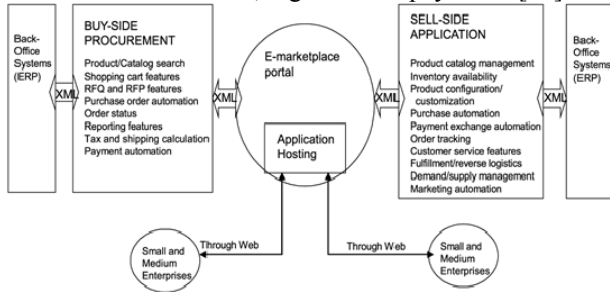 Back-
Office
Systems
(ERP)
XML
BUY-SIDE
PROCUREMENT
Product/Catalog search
Shopping cart features
RFQ and RFP features
Purchase order automation
Order status
Reporting features
Tax and shipping calculation
Payment automation
XML
E-marketplace
portal
Application
Hosting
XML
SELL-SIDE
APPLICATION
Product catalog management
Inventory availability
Product configuration/
customization
Purchase automation
Payment exchange automation
Order tracking
Customer service features
Fulfillment/reverse logistics
Demand/supply management
Marketing automation
XML
Back-
Office
Systems
(ERP)
Small and
Medium
Enterprises
Through Web
Through Web
Small and
Medium
Enterprises